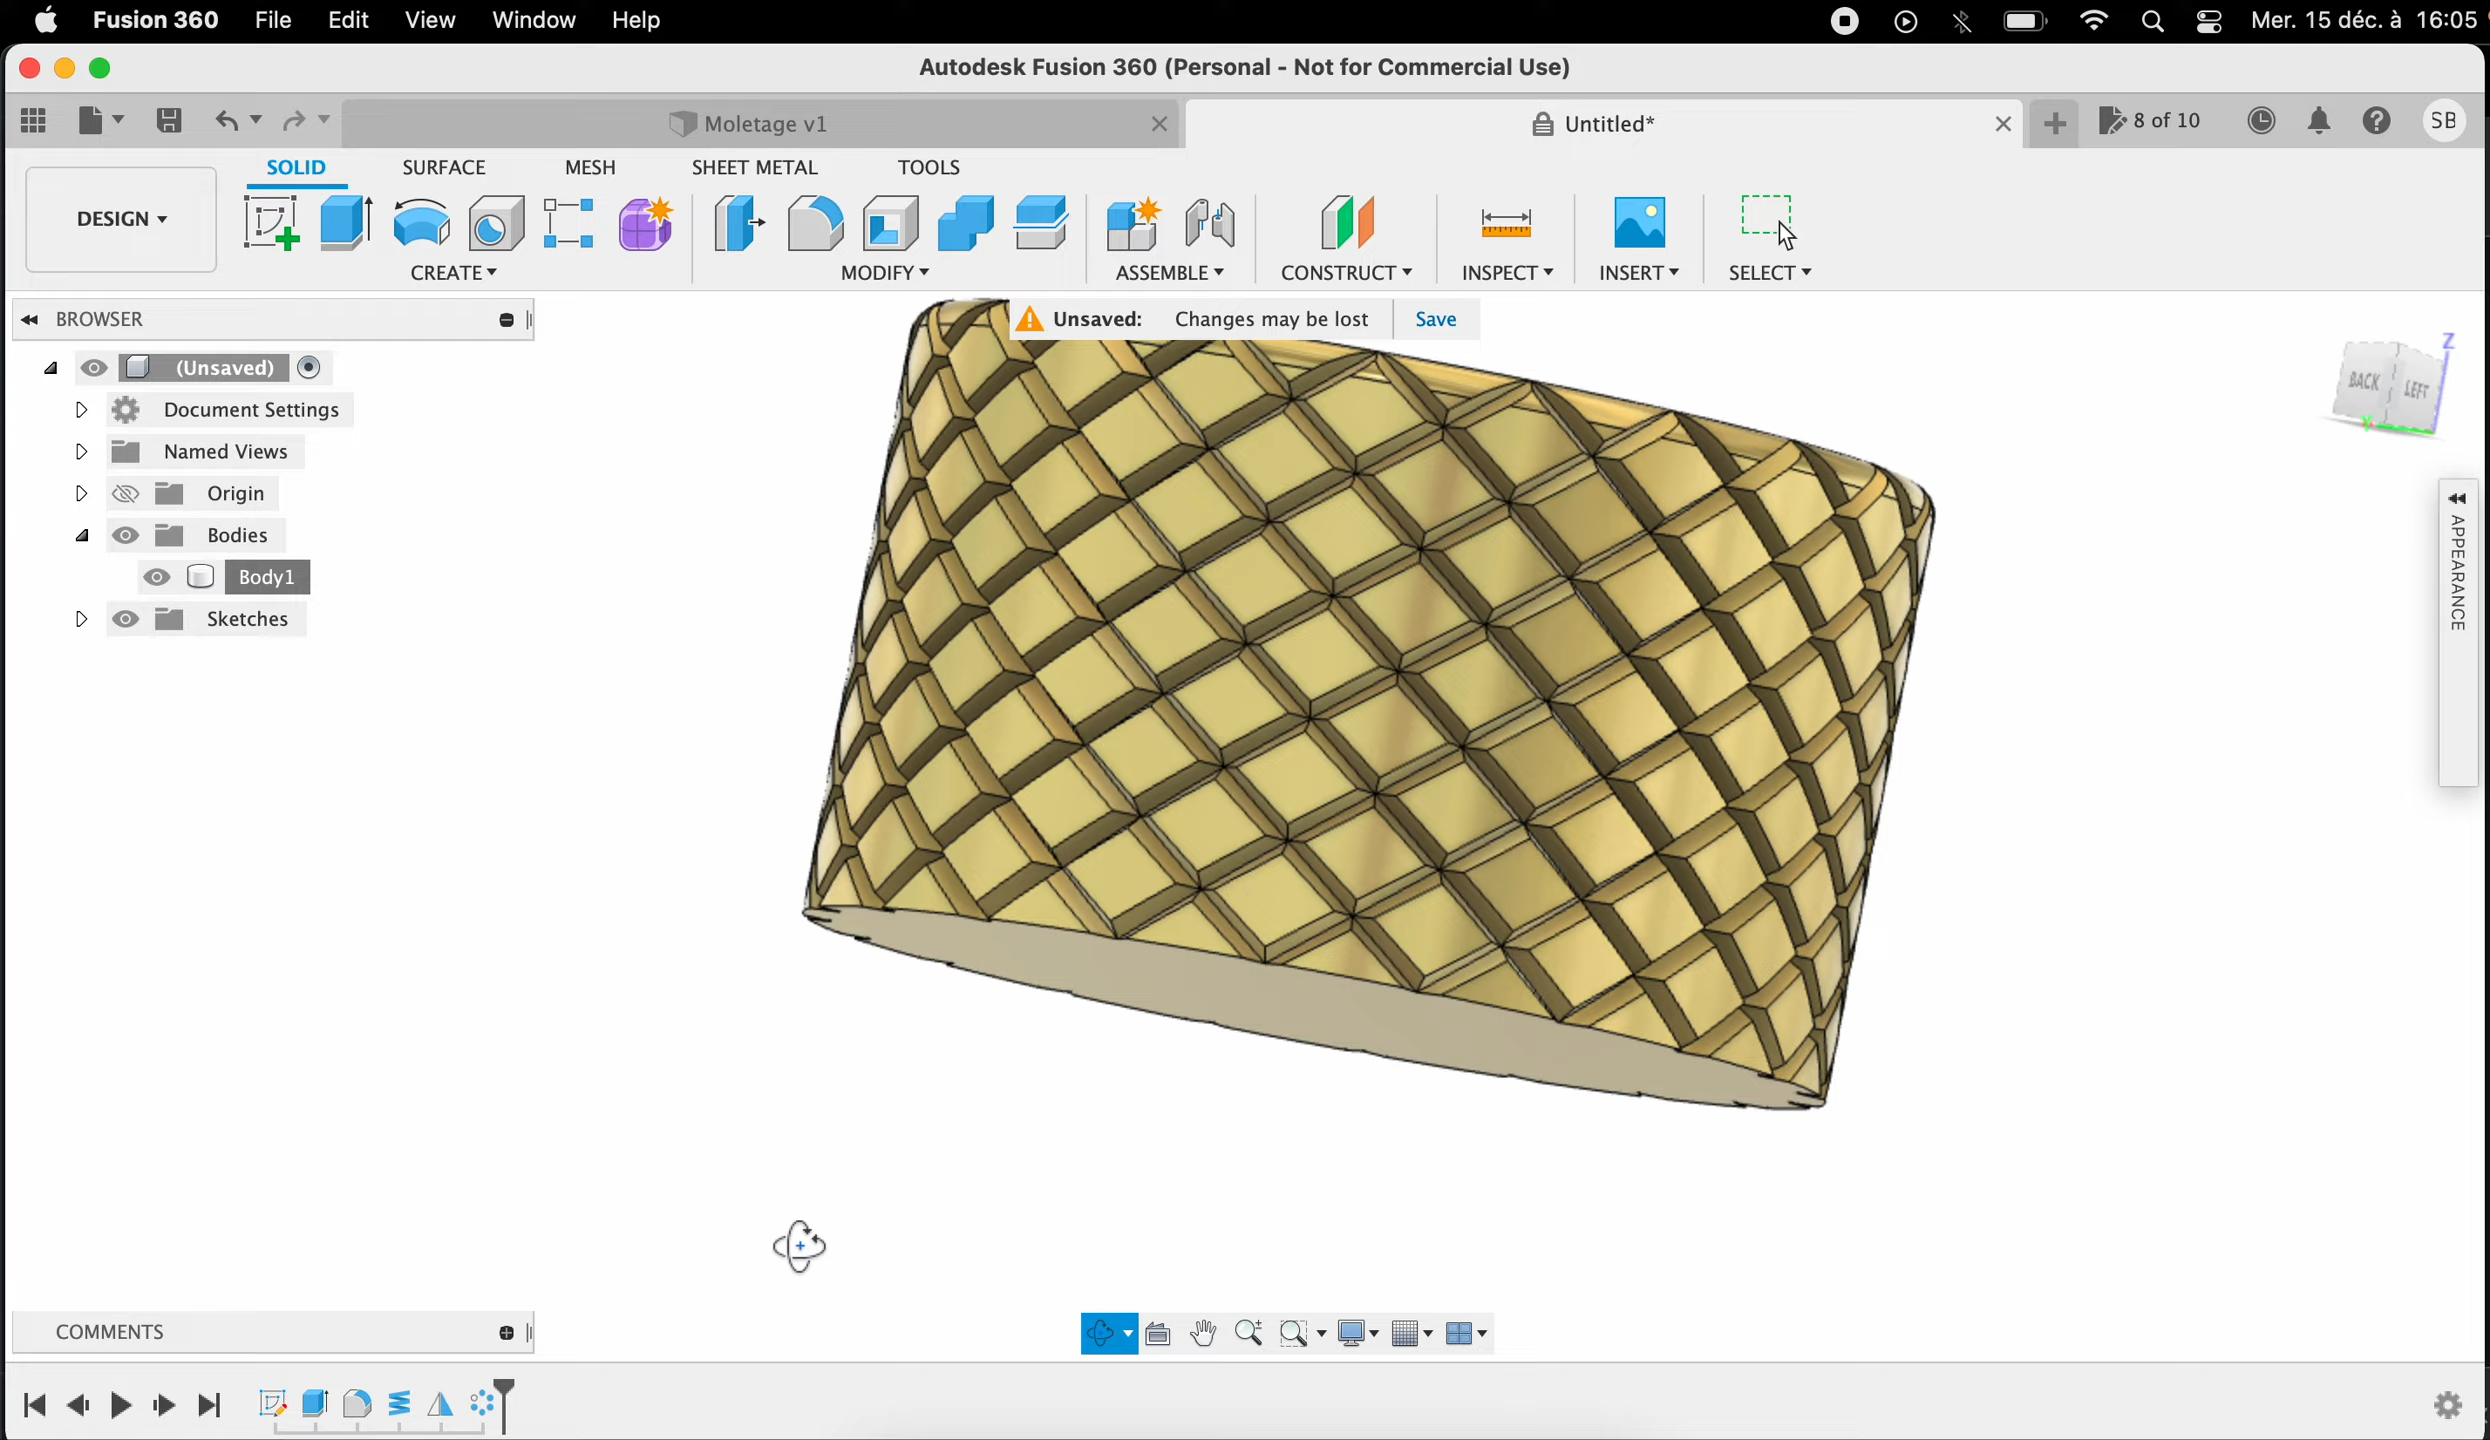 Fusion 360 File Edit View Window Help Mer. 15 déc. à 16:05
Autodesk Fusion 360 (Personal - Not for Commercial Use)
Moletage v1 Untitled* 8 of 10 SB
SOLID SURFACE MESH SHEET METAL TOOLS
DESIGN
CREATE MODIFY ASSEMBLE CONSTRUCT INSPECT INSERT SELECT
BROWSER
Unsaved: Changes may be lost Save
(Unsaved)
Document Settings
Named Views
Origin
Bodies
Body1
Sketches
Z
BACK LEFT
Y
APPEARANCE
COMMENTS